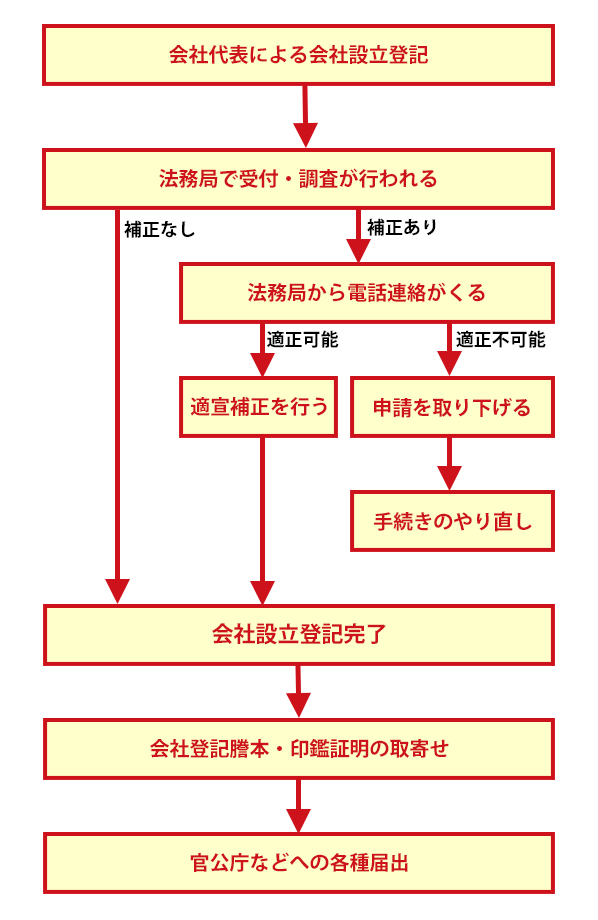 会社代表による会社設立登記
法務局で受付・調査が行われる
補正なし
補正あり
法務局から電話連絡がくる
適正可能
適正不可能
適宣補正を行う
申請を取り下げる
手続きのやり直し
会社設立登記完了
会社登記謄本・印鑑証明の取寄せ
官公庁などへの各種届出